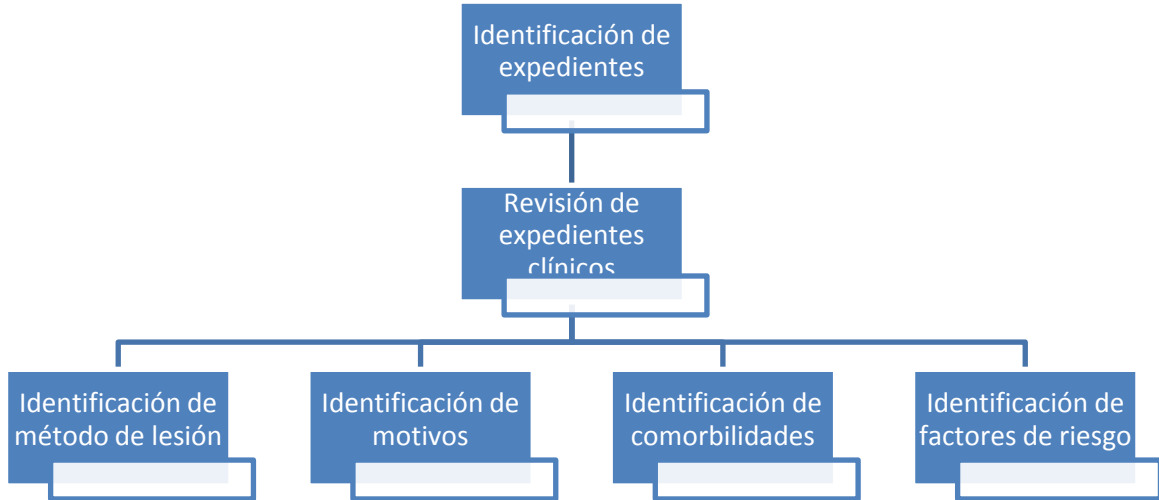 Identificación de
expedientes
Revisión de
expedientes
clínicos
Identificación de
método de lesión
Identificación de
motivos
Identificación de
comorbilidades
Identificación de
factores de riesgo